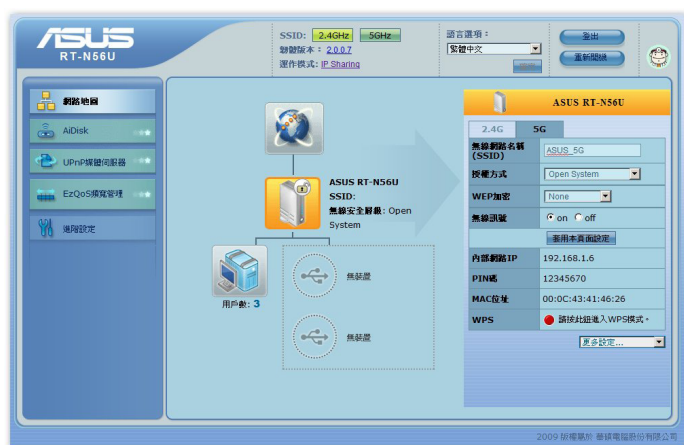 ASUS
RT-N56U
SSID: 2.4GHz 5GHz
韌體版本： 2.0.0.7
運作模式: IP Sharing
語言選項：
繁體中文
登出
重新開機
網路地圖
AiDisk
UPnP媒體伺服器
EzQoS頻寬管理
進階設定
ASUS RT-N56U
SSID:
無線安全層級: Open
System
用戶數: 3
無裝置
無裝置
ASUS RT-N56U
2.4G 5G
無線網路名稱
(SSID)
ASUS_5G
授權方式 Open System
WEP加密 None
無線訊號 on off
套用本頁面設定
內部網路IP 192.168.1.6
PIN碼 12345670
MAC位址 00:0C:43:41:46:26
WPS 請按此鈕進入WPS模式。
更多設定...
2009 版權屬於 華碩電腦股份有限公司